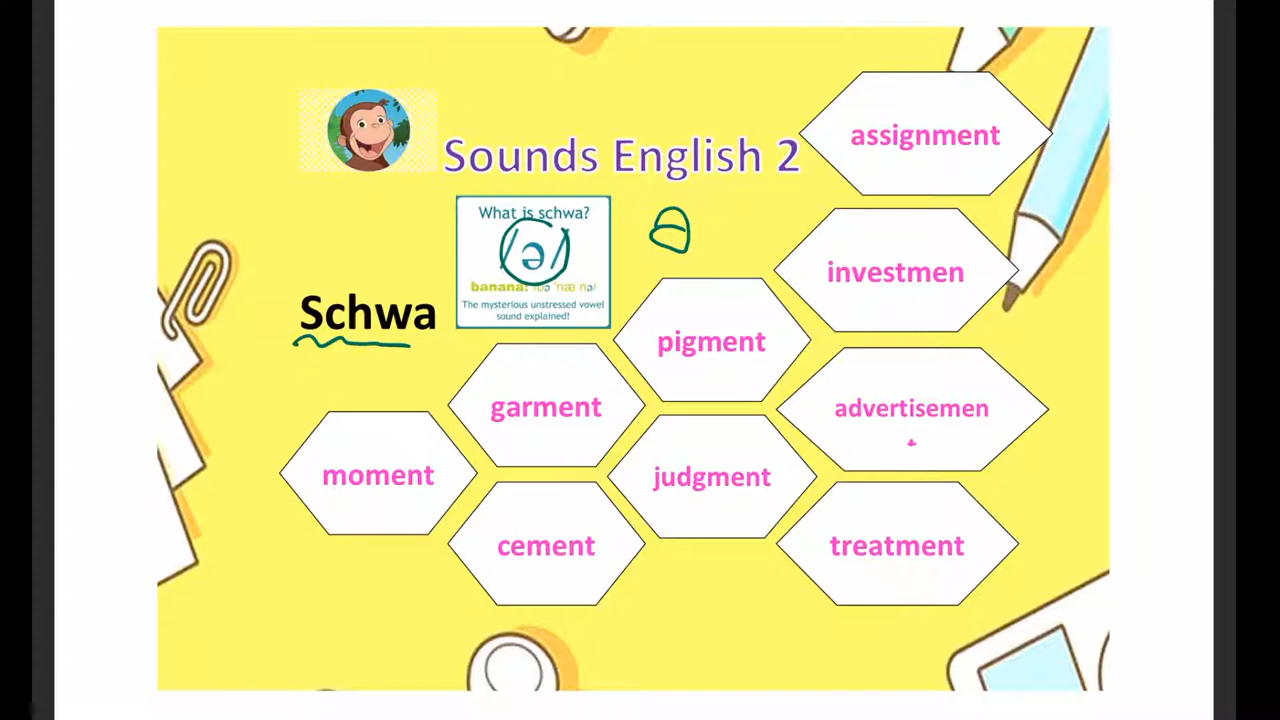 Sounds English 2
What is schwa?
/ə/
banana:
The mysterious unstressed vowel
sound explained!
ə
Schwa
assignment
investmen
pigment
garment
advertisemen
t
moment
judgment
cement
treatment